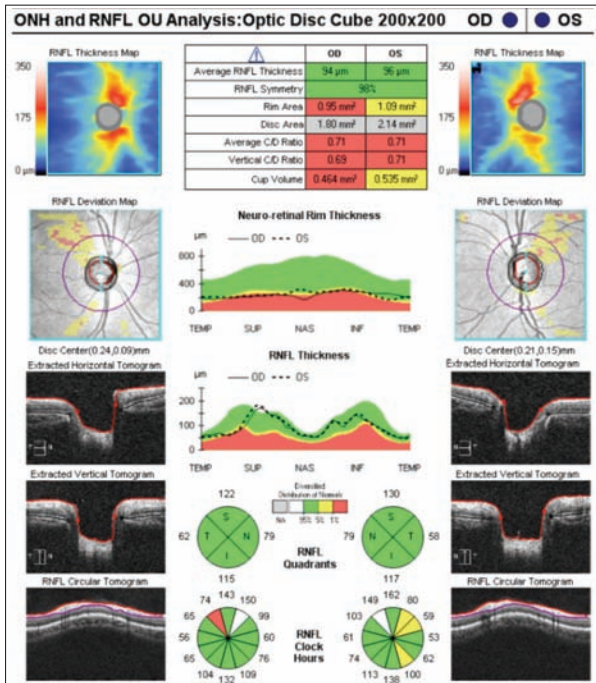 ONH and RNFL OU Analysis:Optic Disc Cube 200x200 OD OS
RNFL Thickness Map
350
175
0 µm
OD OS
Average RNFL Thickness 94 µm 96 µm
RNFL Symmetry 98%
Rim Area 0.95 mm² 1.09 mm²
Disc Area 1.80 mm² 2.14 mm²
Average C/D Ratio 0.71 0.71
Vertical C/D Ratio 0.69 0.71
Cup Volume 0.464 mm³ 0.535 mm³
RNFL Thickness Map
350
175
0 µm
RNFL Deviation Map
Neuro-retinal Rim Thickness
RNFL Deviation Map
µm OD OS
800
400
0
TEMP SUP NAS INF TEMP
Disc Center(0.24,0.09)mm
Disc Center(0.21,0.15)mm
Extracted Horizontal Tomogram
RNFL Thickness
Extracted Horizontal Tomogram
µm OD OS
200
100
0
TEMP SUP NAS INF TEMP
Extracted Vertical Tomogram
Extracted Vertical Tomogram
Diversified
Distribution of Normals
NA 95% 5% 1%
122
S
62 T N 79
I
115
RNFL
Quadrants
130
S
79 N T 58
I
117
RNFL Circular Tomogram
RNFL Circular Tomogram
143
74 150
65 99
56 60
65 76
104 109
132
RNFL
Clock
Hours
162
149 80
103 59
61 53
74 62
113 100
138